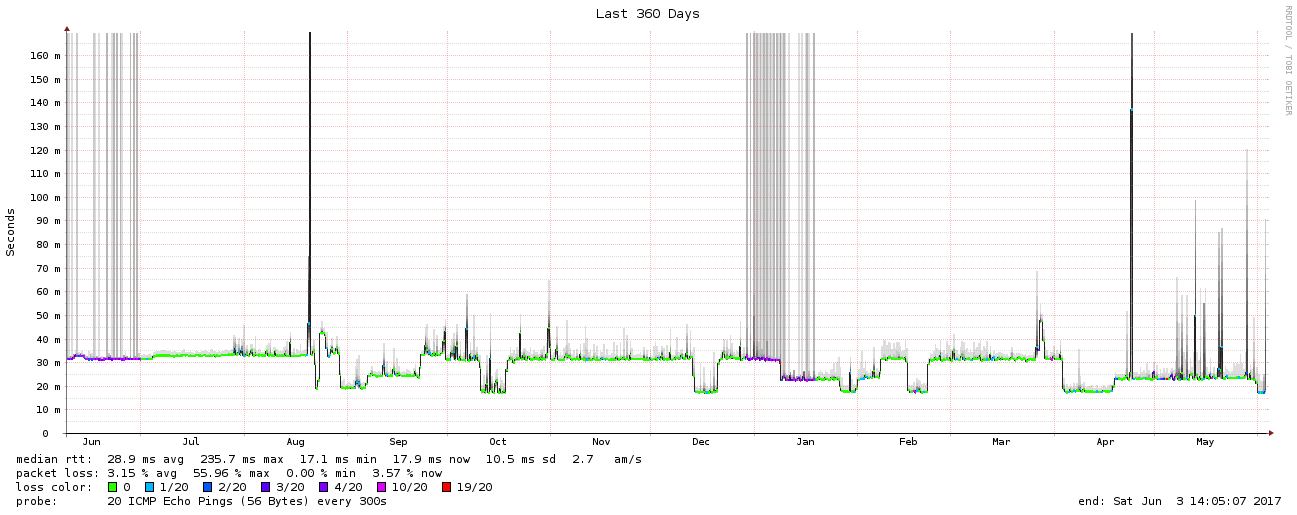 Last 360 Days
RRDTOOL / TOBI OETIKER
Seconds
160 m
150 m
140 m
130 m
120 m
110 m
100 m
90 m
80 m
70 m
60 m
50 m
40 m
30 m
20 m
10 m
0
Jun Jul Aug Sep Oct Nov Dec Jan Feb Mar Apr May
median rtt: 28.9 ms avg 235.7 ms max 17.1 ms min 17.9 ms now 10.5 ms sd 2.7 am/s
packet loss: 3.15 % avg 55.96 % max 0.00 % min 3.57 % now
loss color: 0 1/20 2/20 3/20 4/20 10/20 19/20
probe: 20 ICMP Echo Pings (56 Bytes) every 300s end: Sat Jun 3 14:05:07 2017